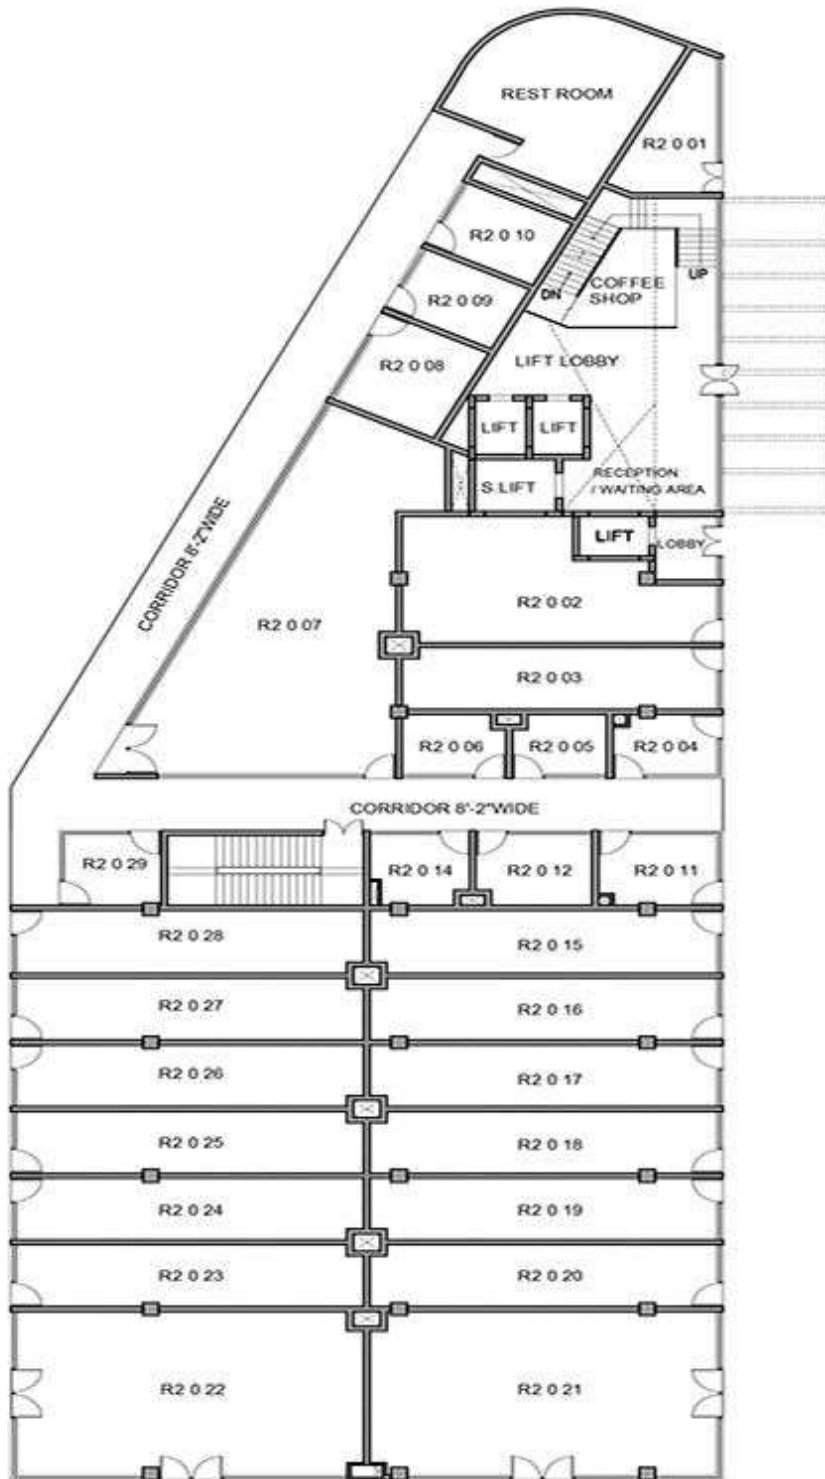 REST ROOM
R2 0 01
R2 0 10
UP
COFFEE
SHOP
DN
R2 0 09
LIFT LOBBY
R2 0 08
LIFT
LIFT
RECEPTION
/ WAITING AREA
S.LIFT
LIFT
LOBBY
CORRIDOR 8'-2"WIDE
R2 0 02
R2 0 07
R2 0 03
R2 0 06
R2 0 05
R2 0 04
CORRIDOR 8'-2"WIDE
R2 0 29
R2 0 14
R2 0 12
R2 0 11
R2 0 28
R2 0 15
R2 0 27
R2 0 16
R2 0 26
R2 0 17
R2 0 25
R2 0 18
R2 0 24
R2 0 19
R2 0 23
R2 0 20
R2 0 22
R2 0 21